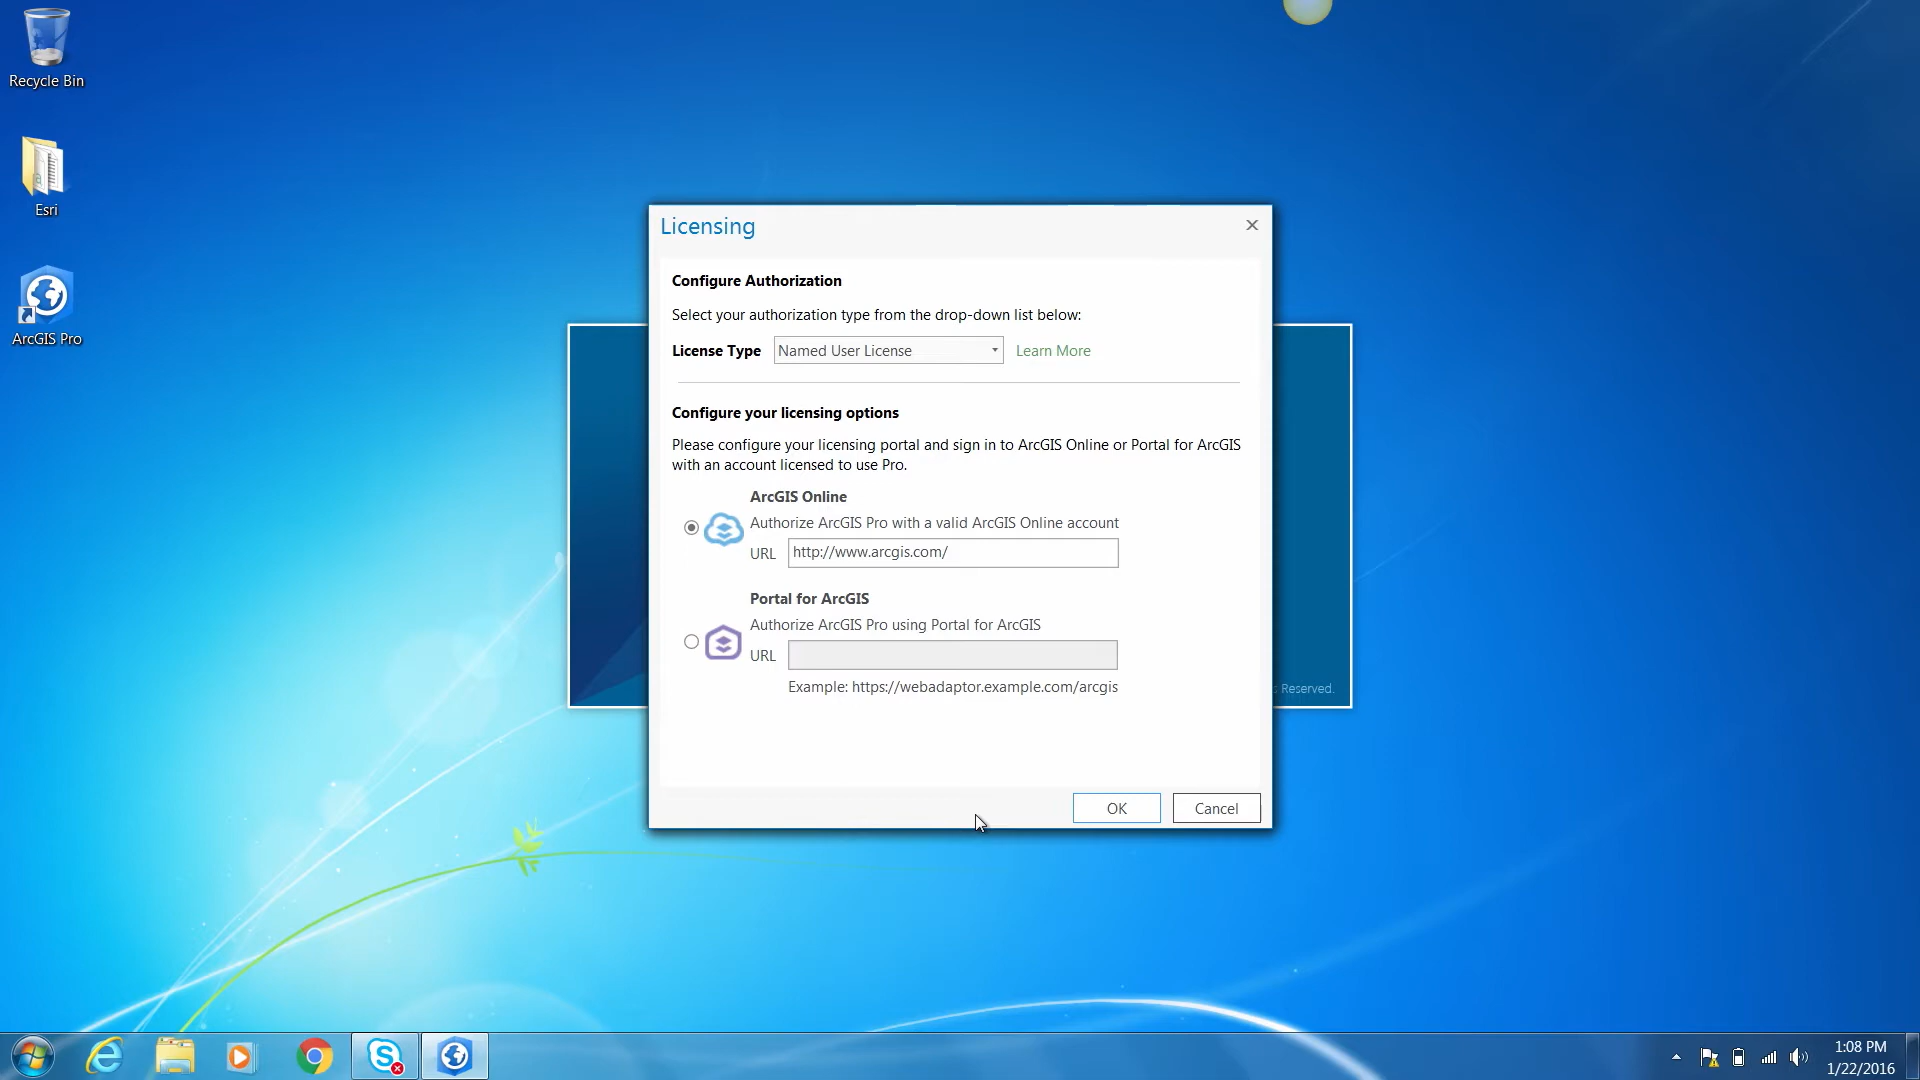 Recycle Bin
Esri
ArcGIS Pro
Licensing
Configure Authorization
Select your authorization type from the drop-down list below:
License Type Named User License Learn More
Configure your licensing options
Please configure your licensing portal and sign in to ArcGIS Online or Portal for ArcGIS
with an account licensed to use Pro.
ArcGIS Online
Authorize ArcGIS Pro with a valid ArcGIS Online account
URL http://www.arcgis.com/
Portal for ArcGIS
Authorize ArcGIS Pro using Portal for ArcGIS
URL
Example: https://webadaptor.example.com/arcgis
s Reserved.
OK Cancel
1:08 PM
1/22/2016